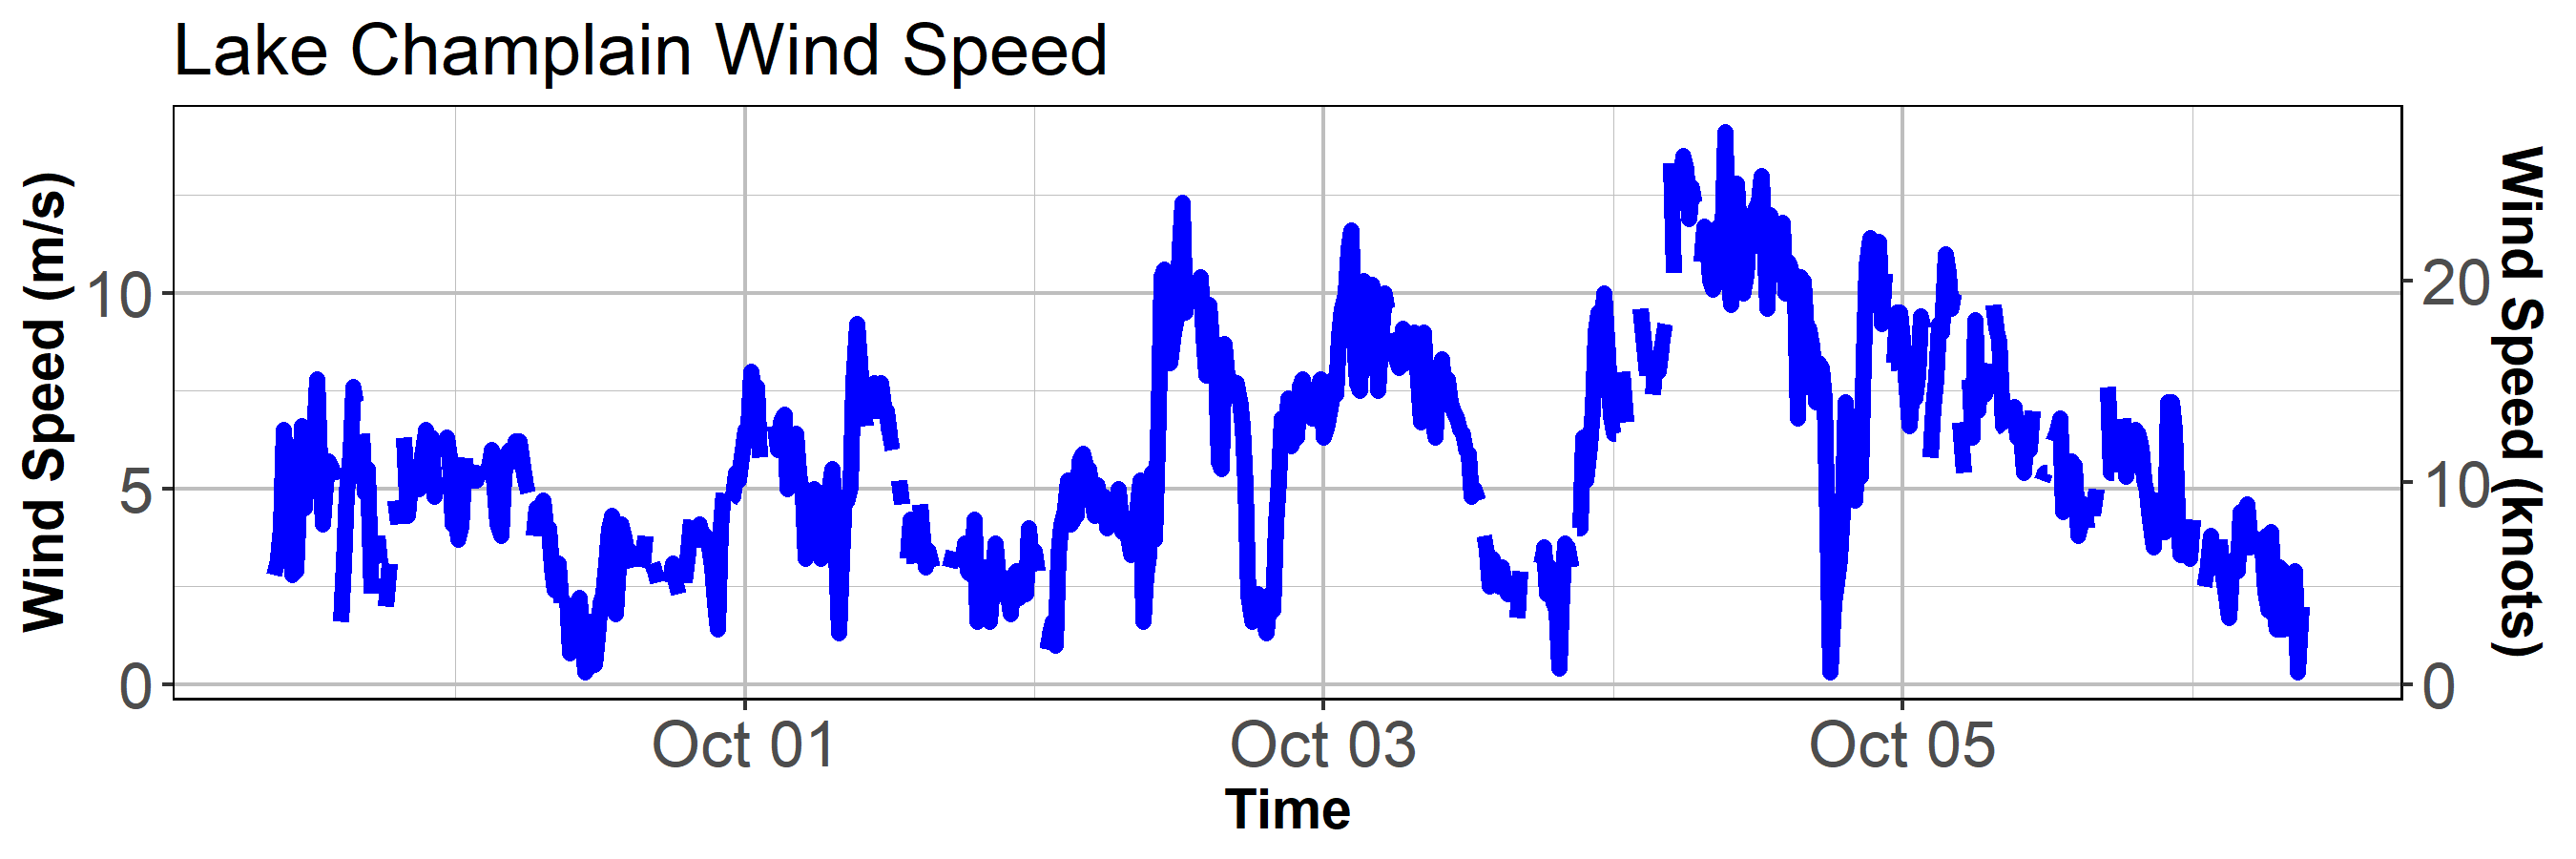 Lake Champlain Wind Speed
Wind Speed (m/s)
10
5
0
20
10
0
Wind Speed (knots)
Oct 01
Oct 03
Oct 05
Time